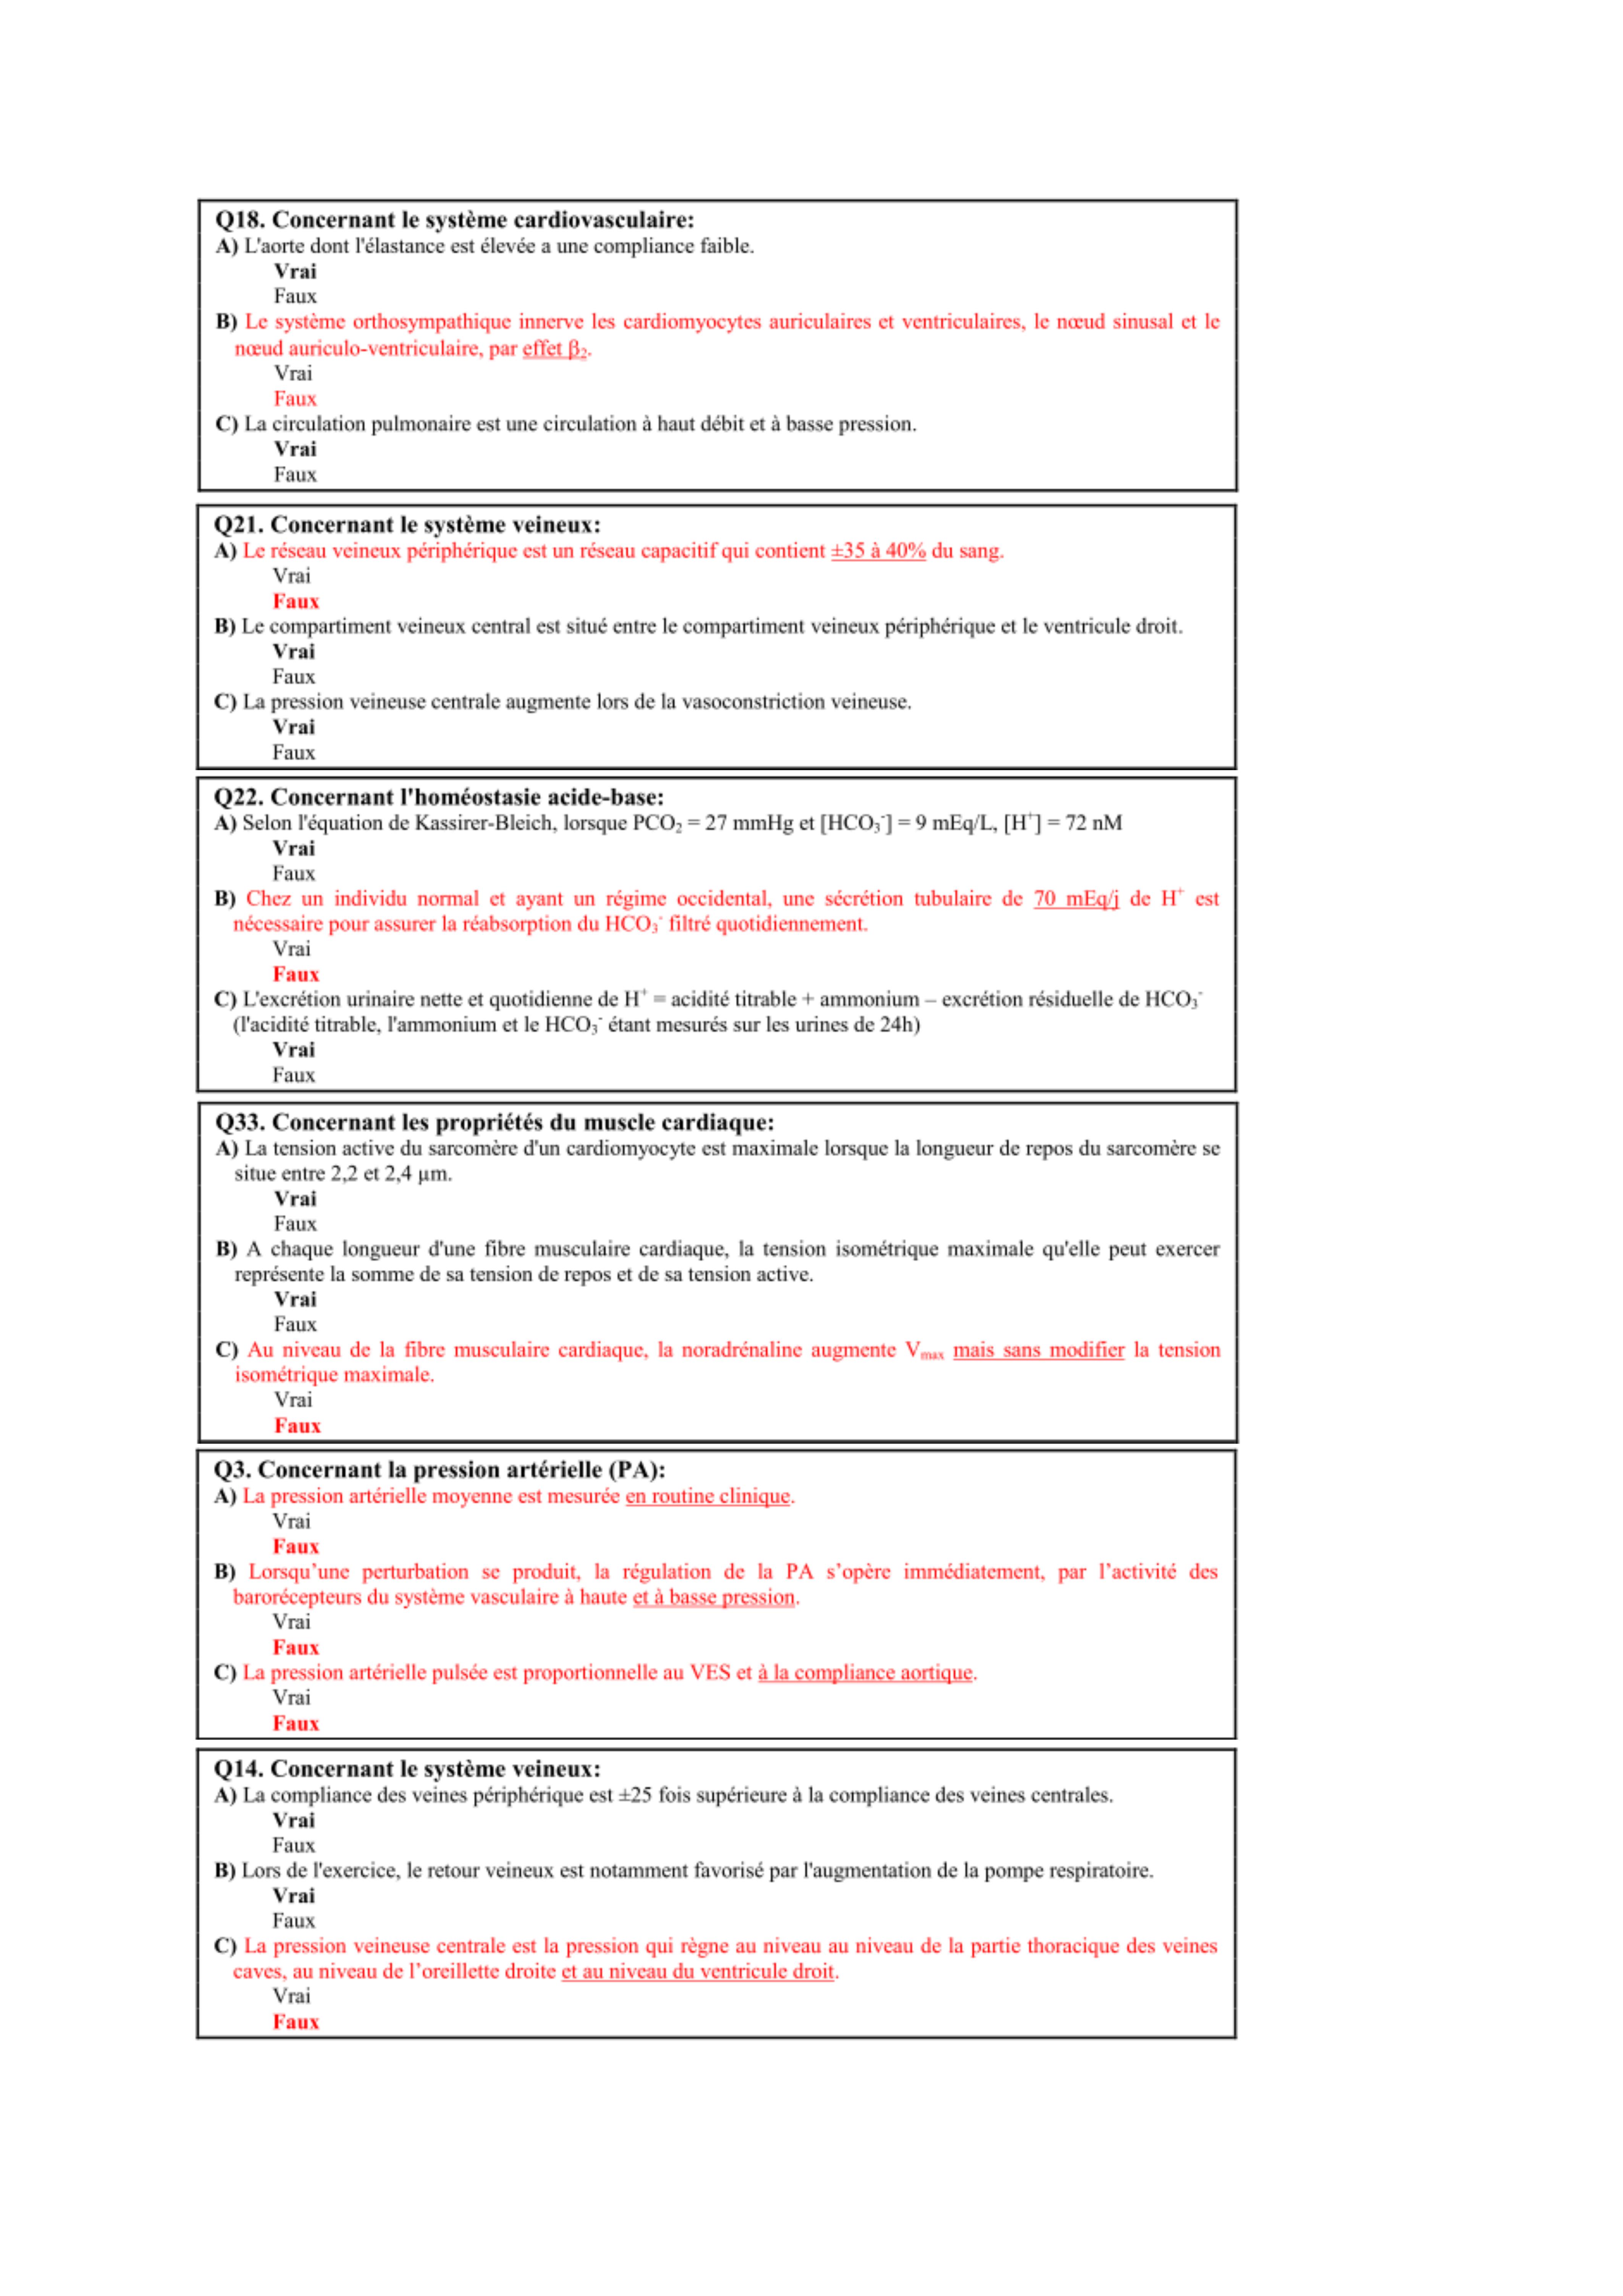 Q18. Concernant le système cardiovasculaire:
A) L'aorte dont l'élastance est élevée a une compliance faible.
Vrai
Faux
B) Le système orthosympathique innerve les cardiomyocytes auriculaires et ventriculaires, le nœud sinusal et le
nœud auriculo-ventriculaire, par effet β₂.
Vrai
Faux
C) La circulation pulmonaire est une circulation à haut débit et à basse pression.
Vrai
Faux
Q21. Concernant le système veineux:
A) Le réseau veineux périphérique est un réseau capacitif qui contient ±35 à 40% du sang.
Vrai
Faux
B) Le compartiment veineux central est situé entre le compartiment veineux périphérique et le ventricule droit.
Vrai
Faux
C) La pression veineuse centrale augmente lors de la vasoconstriction veineuse.
Vrai
Faux
Q22. Concernant l'homéostasie acide-base:
A) Selon l'équation de Kassirer-Bleich, lorsque PCO₂ = 27 mmHg et [HCO₃⁻] = 9 mEq/L, [H⁺] = 72 nM
Vrai
Faux
B) Chez un individu normal et ayant un régime occidental, une sécrétion tubulaire de 70 mEq/j de H⁺ est
nécessaire pour assurer la réabsorption du HCO₃⁻ filtré quotidiennement.
Vrai
Faux
C) L'excrétion urinaire nette et quotidienne de H⁺ = acidité titrable + ammonium – excrétion résiduelle de HCO₃⁻
(l'acidité titrable, l'ammonium et le HCO₃⁻ étant mesurés sur les urines de 24h)
Vrai
Faux
Q33. Concernant les propriétés du muscle cardiaque:
A) La tension active du sarcomère d'un cardiomyocyte est maximale lorsque la longueur de repos du sarcomère se
situe entre 2,2 et 2,4 µm.
Vrai
Faux
B) A chaque longueur d'une fibre musculaire cardiaque, la tension isométrique maximale qu'elle peut exercer
représente la somme de sa tension de repos et de sa tension active.
Vrai
Faux
C) Au niveau de la fibre musculaire cardiaque, la noradrénaline augmente Vmax mais sans modifier la tension
isométrique maximale.
Vrai
Faux
Q3. Concernant la pression artérielle (PA):
A) La pression artérielle moyenne est mesurée en routine clinique.
Vrai
Faux
B) Lorsqu’une perturbation se produit, la régulation de la PA s’opère immédiatement, par l’activité des
barorécepteurs du système vasculaire à haute et à basse pression.
Vrai
Faux
C) La pression artérielle pulsée est proportionnelle au VES et à la compliance aortique.
Vrai
Faux
Q14. Concernant le système veineux:
A) La compliance des veines périphérique est ±25 fois supérieure à la compliance des veines centrales.
Vrai
Faux
B) Lors de l'exercice, le retour veineux est notamment favorisé par l'augmentation de la pompe respiratoire.
Vrai
Faux
C) La pression veineuse centrale est la pression qui règne au niveau au niveau de la partie thoracique des veines
caves, au niveau de l’oreillette droite et au niveau du ventricule droit.
Vrai
Faux